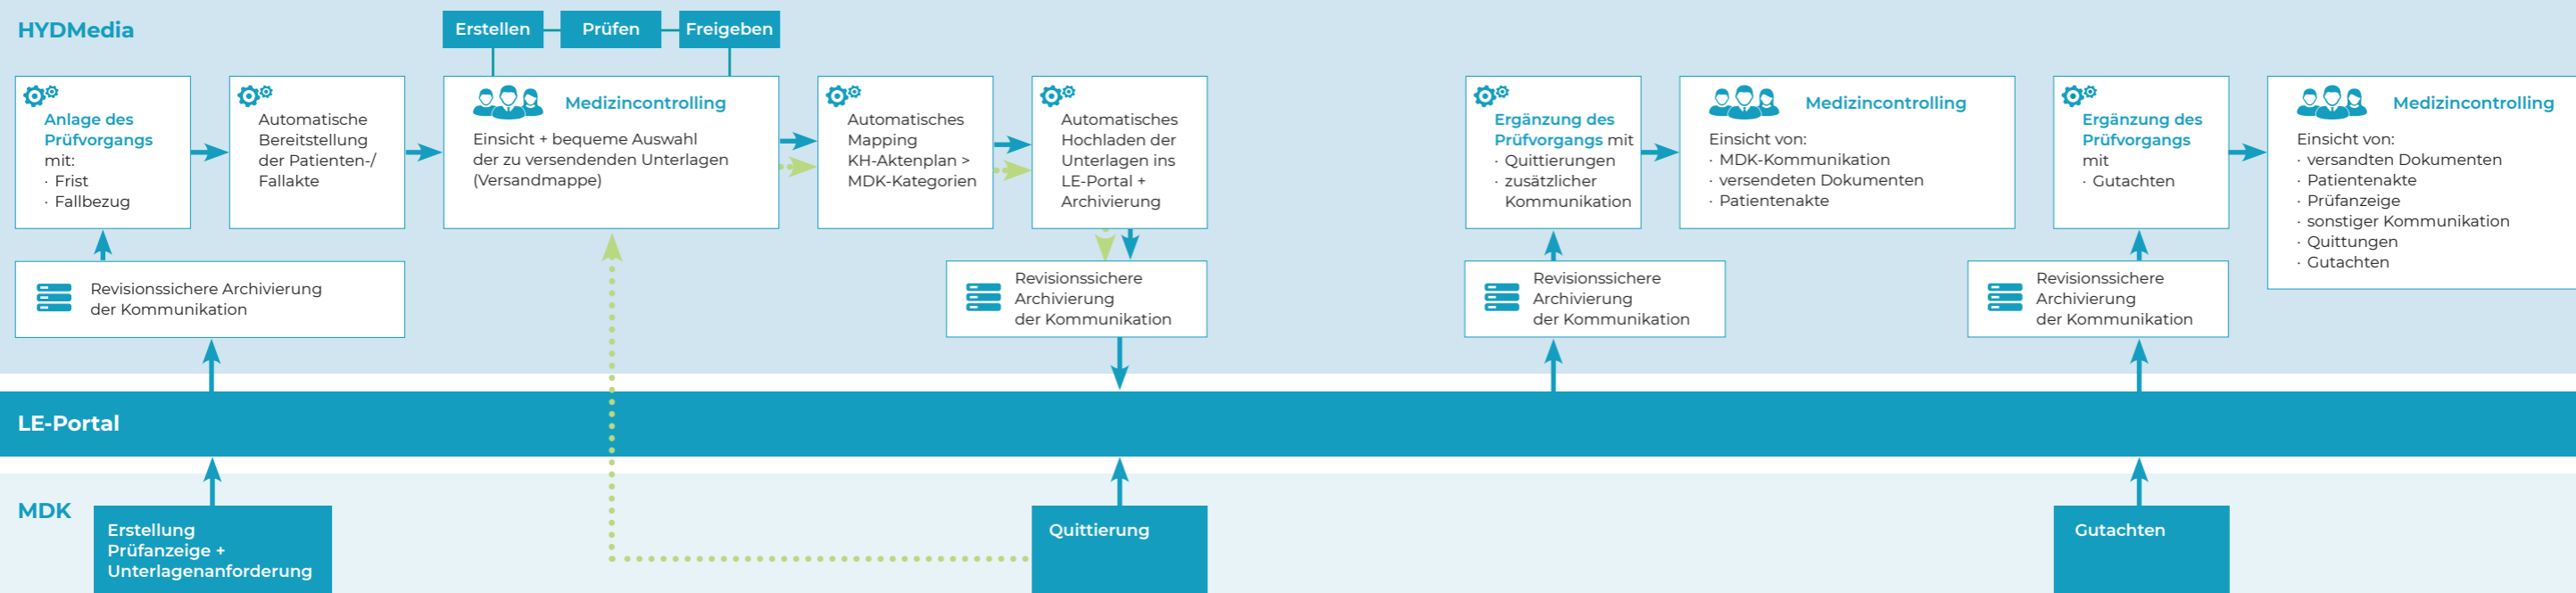 HYDMedia
Erstellen
Prüfen
Freigeben
Anlage des
Prüfvorgangs
mit:
· Frist
· Fallbezug
Automatische
Bereitstellung
der Patienten-/
Fallakte
Medizincontrolling
Einsicht + bequeme Auswahl
der zu versendenden Unterlagen
(Versandmappe)
Automatisches
Mapping
KH-Aktenplan >
MDK-Kategorien
Automatisches
Hochladen der
Unterlagen ins
LE-Portal +
Archivierung
Ergänzung des
Prüfvorgangs mit
· Quittierungen
· zusätzlicher
Kommunikation
Medizincontrolling
Einsicht von:
· MDK-Kommunikation
· versendeten Dokumenten
· Patientenakte
Ergänzung des
Prüfvorgangs
mit
· Gutachten
Medizincontrolling
Einsicht von:
· versandten Dokumenten
· Patientenakte
· Prüfanzeige
· sonstiger Kommunikation
· Quittungen
· Gutachten
Revisionssichere Archivierung
der Kommunikation
Revisionssichere
Archivierung
der Kommunikation
Revisionssichere
Archivierung
der Kommunikation
Revisionssichere
Archivierung
der Kommunikation
LE-Portal
MDK
Erstellung
Prüfanzeige +
Unterlagenanforderung
Quittierung
Gutachten